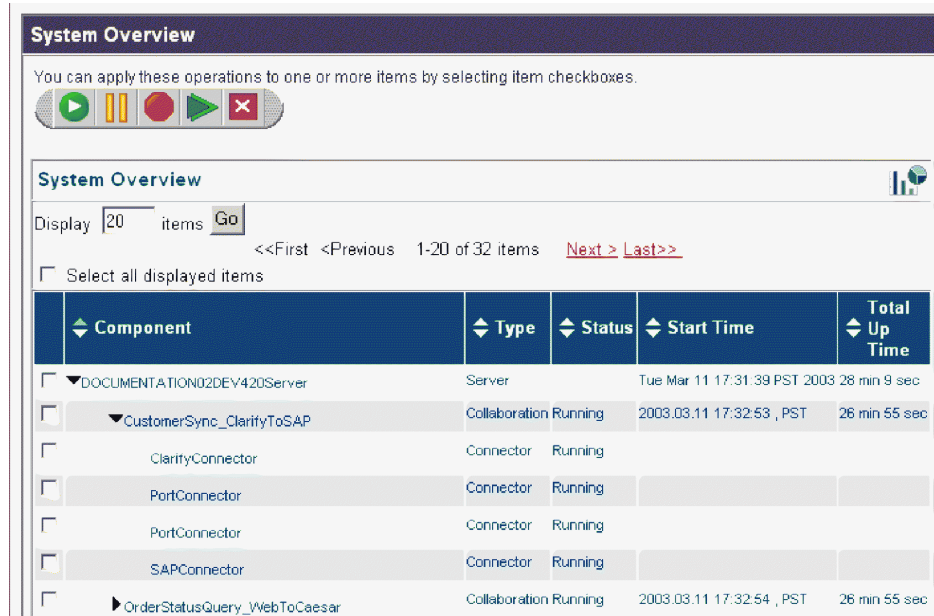 System Overview
You can apply these operations to one or more items by selecting item checkboxes.
System Overview
Display 20 items Go
<<First <Previous 1-20 of 32 items Next > Last>>
Select all displayed items
Component Type Status Start Time Total Up Time
DOCUMENTATION02DEV420Server Server Tue Mar 11 17:31:39 PST 2003 28 min 9 sec
CustomerSync_ClarifyToSAP Collaboration Running 2003.03.11 17:32:53 , PST 26 min 55 sec
ClarifyConnector Connector Running
PortConnector Connector Running
PortConnector Connector Running
SAPConnector Connector Running
OrderStatusQuery_WebToCaesar Collaboration Running 2003.03.11 17:32:54 , PST 26 min 55 sec